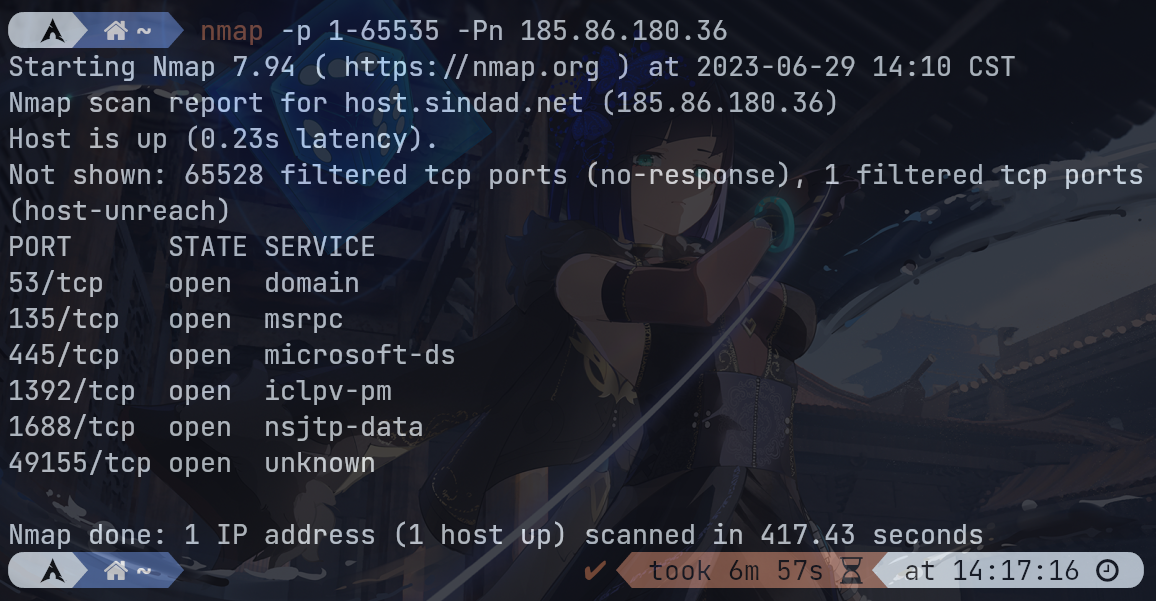 ~ nmap -p 1-65535 -Pn 185.86.180.36
Starting Nmap 7.94 ( https://nmap.org ) at 2023-06-29 14:10 CST
Nmap scan report for host.sindad.net (185.86.180.36)
Host is up (0.23s latency).
Not shown: 65528 filtered tcp ports (no-response), 1 filtered tcp ports
(host-unreach)
PORT      STATE SERVICE
53/tcp    open  domain
135/tcp   open  msrpc
445/tcp   open  microsoft-ds
1392/tcp  open  iclpv-pm
1688/tcp  open  nsjtp-data
49155/tcp open  unknown
Nmap done: 1 IP address (1 host up) scanned in 417.43 seconds
~ ✔ took 6m 57s at 14:17:16